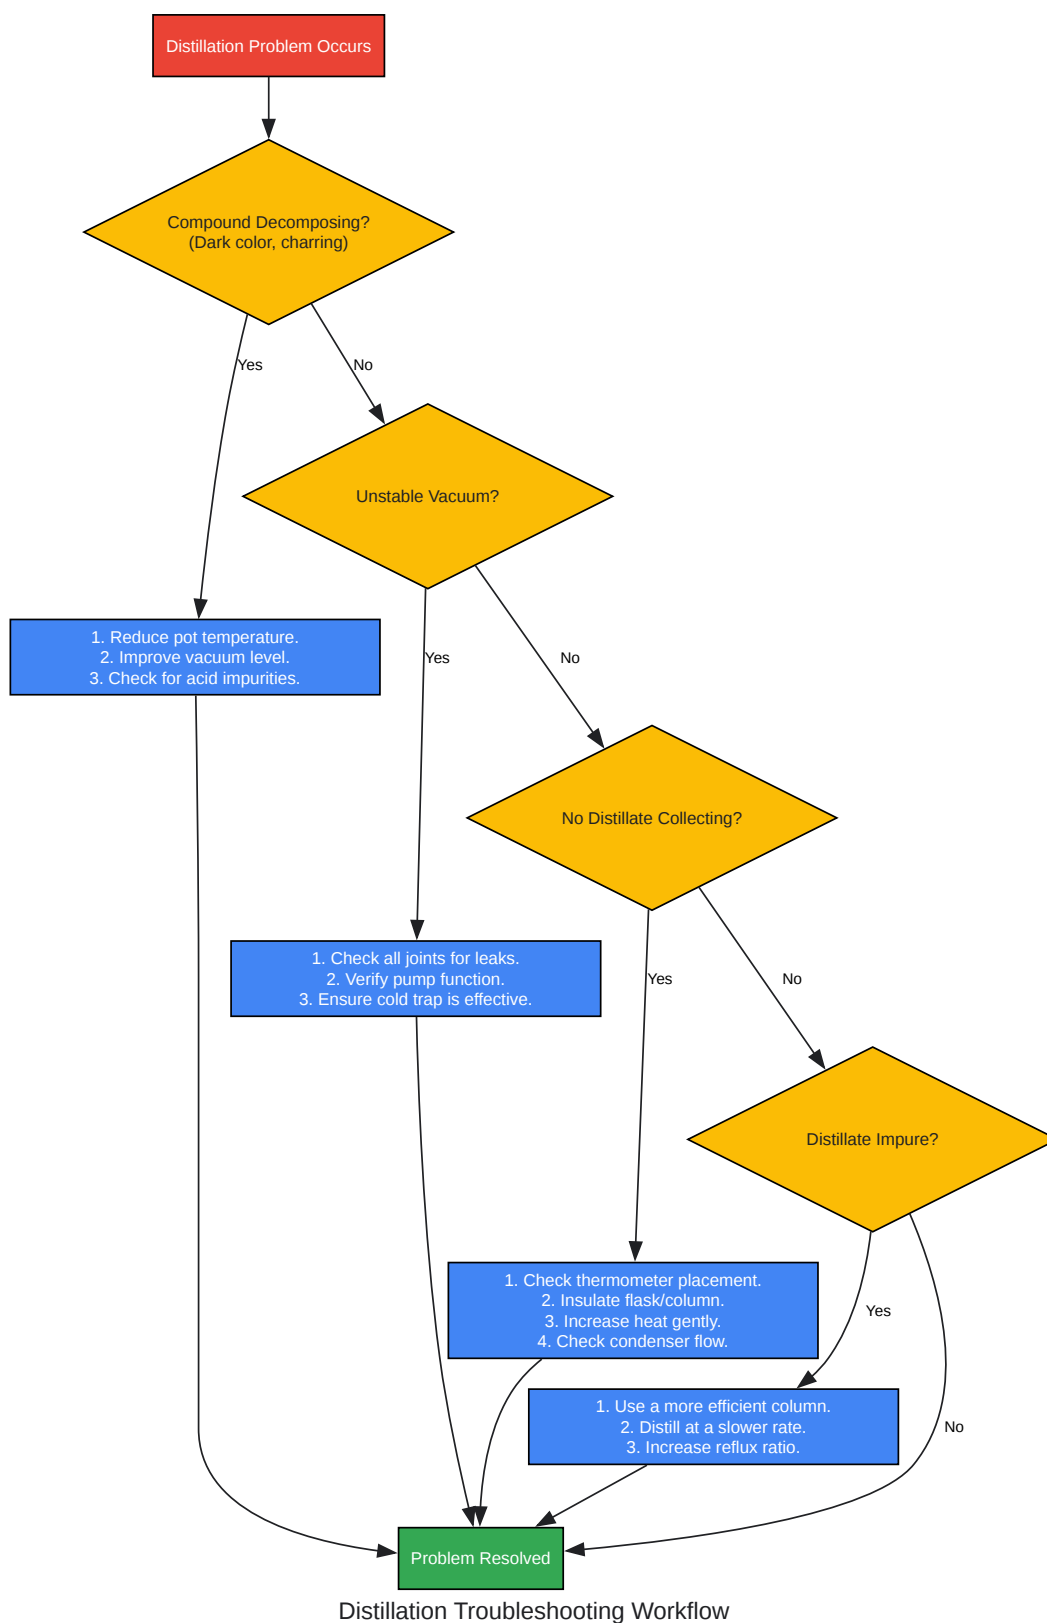 Distillation Problem Occurs
Compound Decomposing?
(Dark color, charring)
Yes
No
Unstable Vacuum?
1. Reduce pot temperature.
2. Improve vacuum level.
3. Check for acid impurities.
Yes
No
No Distillate Collecting?
1. Check all joints for leaks.
2. Verify pump function.
3. Ensure cold trap is effective.
Yes
No
Distillate Impure?
1. Check thermometer placement.
2. Insulate flask/column.
3. Increase heat gently.
4. Check condenser flow.
Yes
No
1. Use a more efficient column.
2. Distill at a slower rate.
3. Increase reflux ratio.
Problem Resolved
Distillation Troubleshooting Workflow